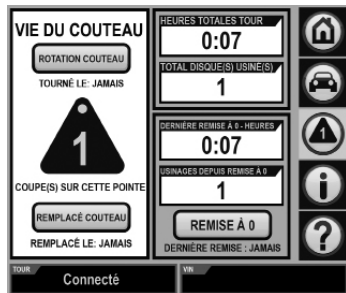 VIE DU COUTEAU
ROTATION COUTEAU
TOURNÉ LE: JAMAIS
1
COUPE(S) SUR CETTE POINTE
REMPLACÉ COUTEAU
REMPLACÉ LE: JAMAIS
HEURES TOTALES TOUR
0:07
TOTAL DISQUE(S) USINÉ(S)
1
DERNIÈRE REMISE À 0 - HEURES
0:07
USINAGES DEPUIS REMISE À 0
1
REMISE À 0
DERNIÈRE REMISE : JAMAIS
1
i
?
TOUR
Connecté
VIN